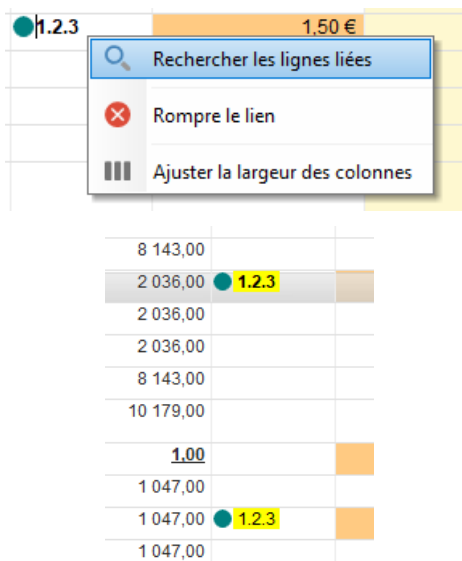 1.2.3 1,50 €
Rechercher les lignes liées
Rompre le lien
Ajuster la largeur des colonnes
8 143,00
2 036,00 1.2.3
2 036,00
2 036,00
8 143,00
10 179,00
1,00
1 047,00
1 047,00 1.2.3
1 047,00